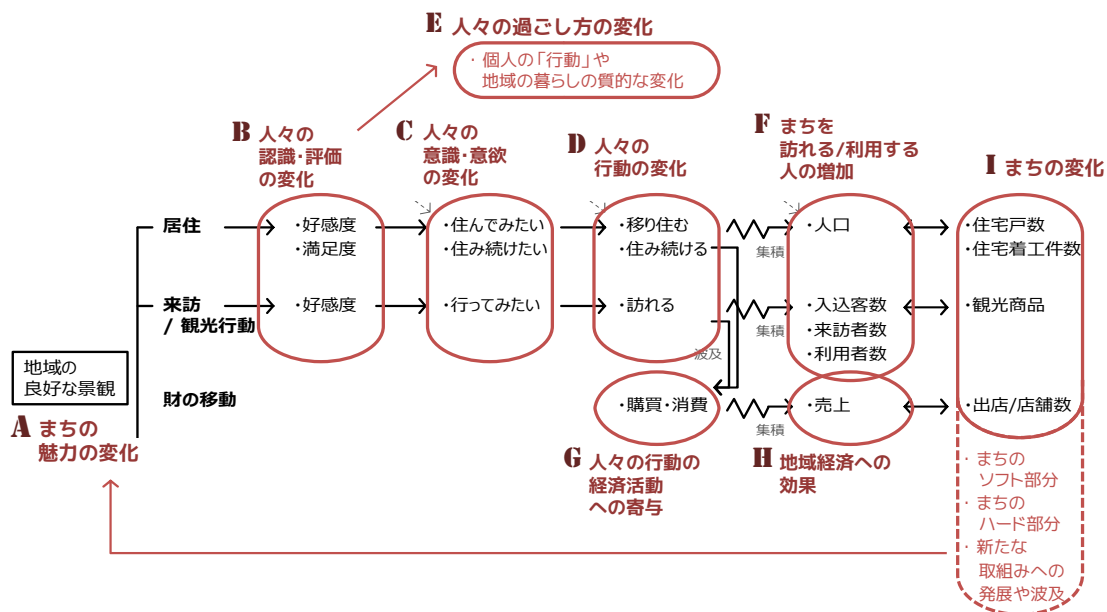 E 人々の過ごし方の変化
・個人の「行動」や
地域の暮らしの質的な変化
B 人々の
認識・評価
の変化
C 人々の
意識・意欲
の変化
D 人々の
行動の変化
F まちを
訪れる/利用する
人の増加
I まちの変化
居住
・好感度
・満足度
・住んでみたい
・住み続けたい
・移り住む
・住み続ける
集積
・人口
・住宅戸数
・住宅着工件数
来訪
/ 観光行動
・好感度
・行ってみたい
・訪れる
集積
・入込客数
・来訪者数
・利用者数
・観光商品
波及
地域の
良好な景観
A まちの
魅力の変化
財の移動
・購買・消費
集積
・売上
・出店/店舗数
G 人々の行動の
経済活動
への寄与
H 地域経済への
効果
・まちの
ソフト部分
・まちの
ハード部分
・新たな
取組みへの
発展や波及